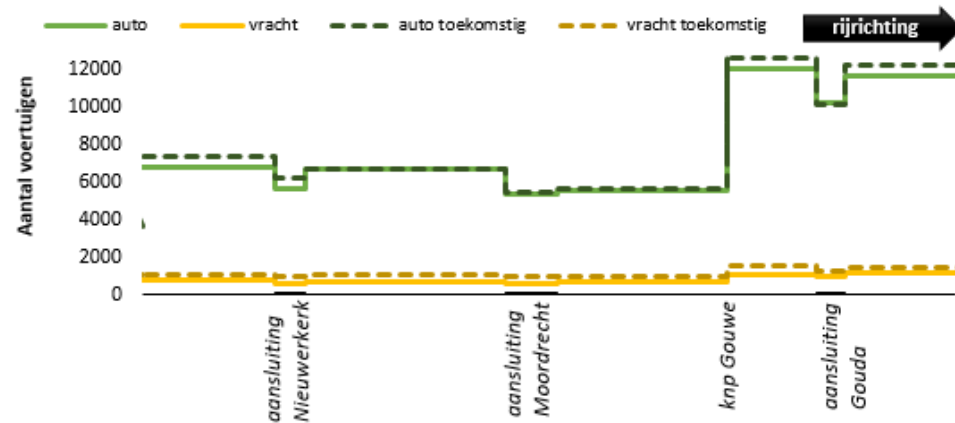 auto
vracht
auto toekomstig
vracht toekomstig
rijrichting
Aantal voertuigen
12000
10000
8000
6000
4000
2000
0
aansluiting
Nieuwerkerk
aansluiting
Moordrecht
knp Gouwe
aansluiting
Gouda